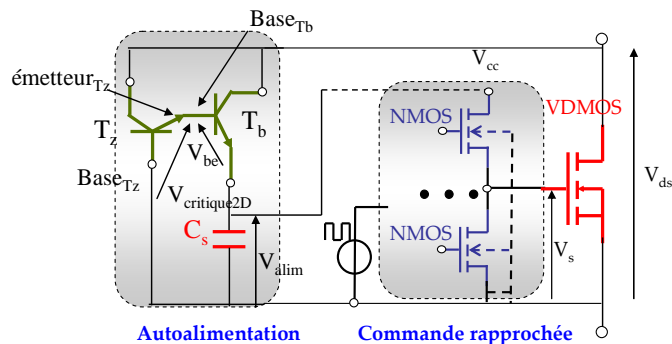 Base_Tb
émetteur_Tz
V_cc
NMOS
VDMOS
T_z
T_b
V_be
V_ds
Base_Tz
V_critique2D
C_s
NMOS
V_s
V_alim
Autoalimentation
Commande rapprochée